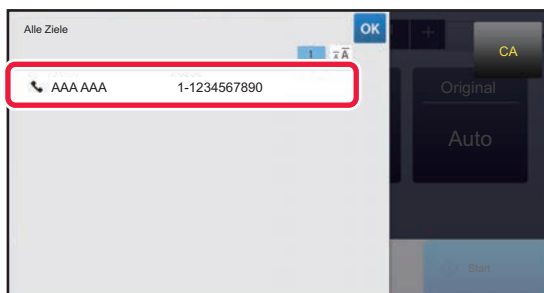 Alle Ziele
OK
CA
1
AAA AAA 1-1234567890
Original
Auto
Start